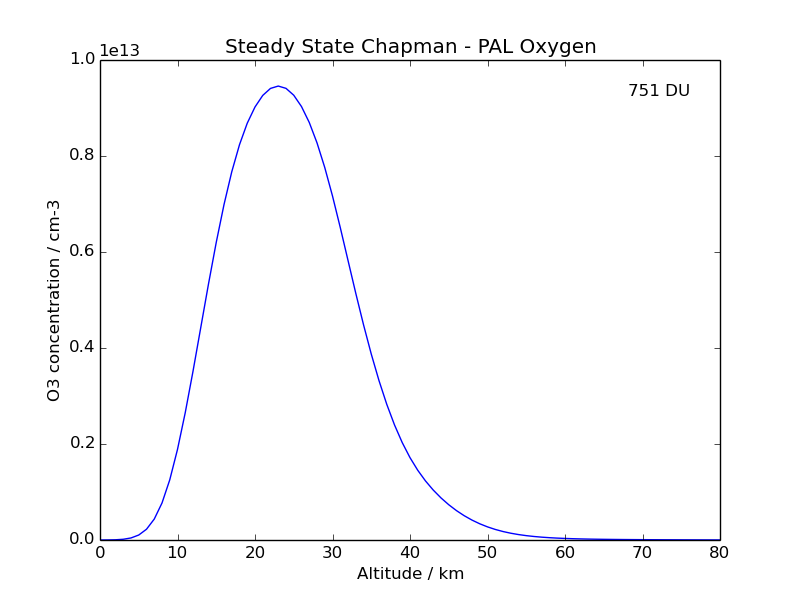 Steady State Chapman - PAL Oxygen
1e13
751 DU
1.0
0.8
0.6
0.4
0.2
0.0
O3 concentration / cm-3
0 10 20 30 40 50 60 70 80
Altitude / km